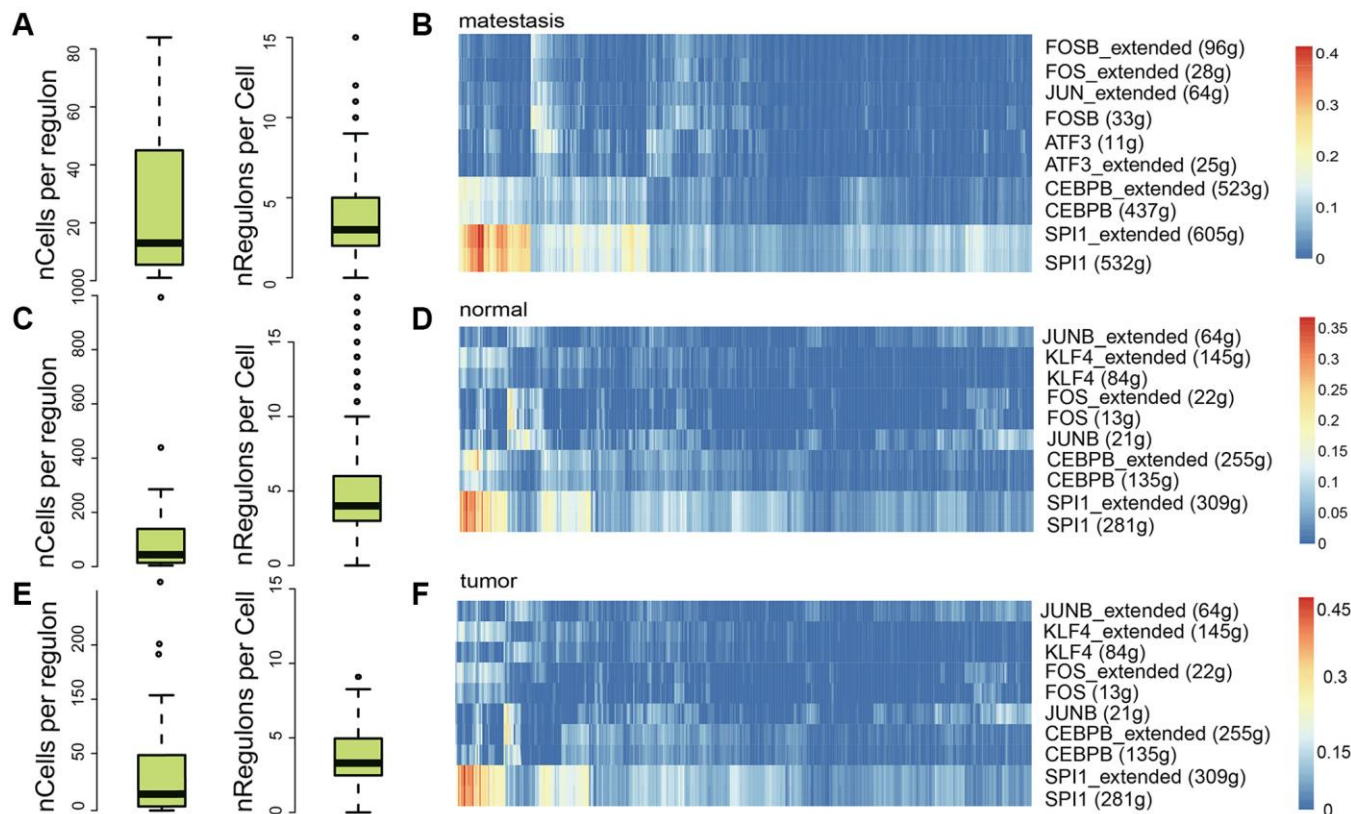 A
nCells per regulon
80
60
40
20
100
nRegulons per Cell
15
10
5
0
B
matestasis
FOSB_extended (96g)
FOS_extended (28g)
JUN_extended (64g)
FOSB (33g)
ATF3 (11g)
ATF3_extended (25g)
CEBPB_extended (523g)
CEBPB (437g)
SPI1_extended (605g)
SPI1 (532g)
0.4
0.3
0.2
0.1
0
C
nCells per regulon
800
600
400
200
0
nRegulons per Cell
15
10
5
0
D
normal
JUNB_extended (64g)
KLF4_extended (145g)
KLF4 (84g)
FOS_extended (22g)
FOS (13g)
JUNB (21g)
CEBPB_extended (255g)
CEBPB (135g)
SPI1_extended (309g)
SPI1 (281g)
0.35
0.3
0.25
0.2
0.15
0.1
0.05
0
E
nCells per regulon
200
150
50
0
nRegulons per Cell
15
10
5
0
F
tumor
JUNB_extended (64g)
KLF4_extended (145g)
KLF4 (84g)
FOS_extended (22g)
FOS (13g)
JUNB (21g)
CEBPB_extended (255g)
CEBPB (135g)
SPI1_extended (309g)
SPI1 (281g)
0.45
0.3
0.15
0